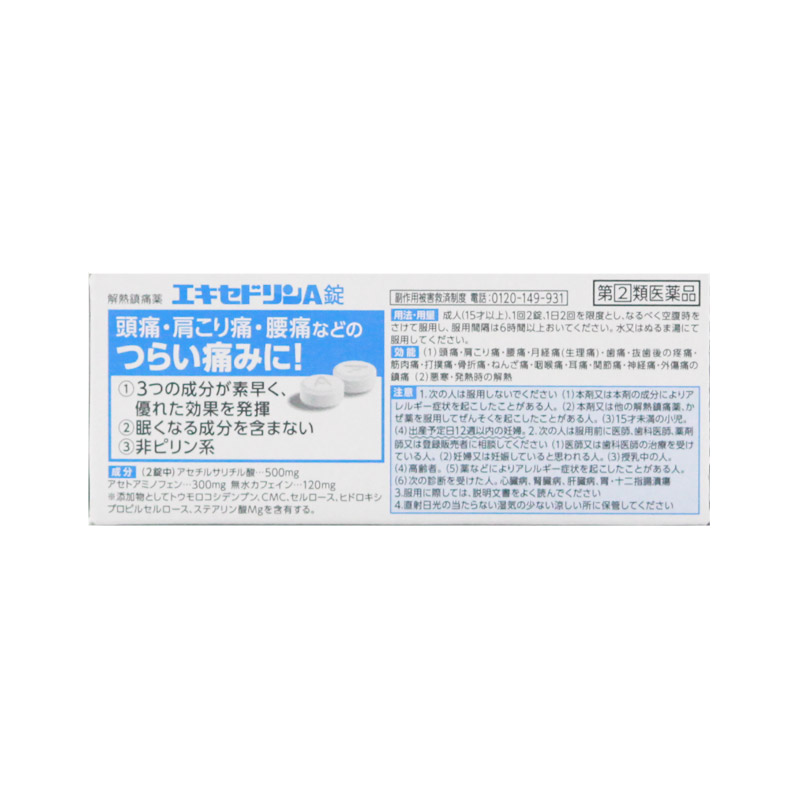 解熱鎮痛薬 エキセドリンA錠
頭痛・肩こり痛・腰痛などの
つらい痛みに!
①3つの成分が素早く、
優れた効果を発揮
②眠くなる成分を含まない
③非ピリン系
成分 (2錠中)アセチルサリチル酸…500mg
アセトアミノフェン…300mg 無水カフェイン…120mg
※添加物としてトウモロコシデンプン、CMC、セルロース、ヒドロキシ
プロピルセルロース、ステアリン酸Mgを含有する。
副作用被害救済制度 電話:0120-149-931
第②類医薬品
用法・用量 成人(15才以上)、1回2錠、1日2回を限度とし、なるべく空腹時を
さけて服用し、服用間隔は6時間以上おいてください。水又はぬるま湯にて
服用してください。
効能 (1)頭痛・肩こり痛・腰痛・月経痛(生理痛)・歯痛・抜歯後の疼痛・
筋肉痛・打撲痛・骨折痛・ねんざ痛・咽喉痛・耳痛・関節痛・神経痛・外傷痛の
鎮痛 (2)悪寒・発熱時の解熱
注意 1.次の人は服用しないでください (1)本剤又は本剤の成分によりア
レルギー症状を起こしたことがある人。(2)本剤又は他の解熱鎮痛薬、か
ぜ薬を服用してぜんそくを起こしたことがある人。(3)15才未満の小児。
(4)出産予定日12週以内の妊婦。2.次の人は服用前に医師、歯科医師、薬剤
師又は登録販売者に相談してください (1)医師又は歯科医師の治療を受け
ている人。(2)妊婦又は妊娠していると思われる人。(3)授乳中の人。
(4)高齢者。(5)薬などによりアレルギー症状を起こしたことがある人。
(6)次の診断を受けた人。心臓病、腎臓病、肝臓病、胃・十二指腸潰瘍
3.服用に際しては、説明文書をよく読んでください
4.直射日光の当たらない湿気の少ない涼しい所に保管してください